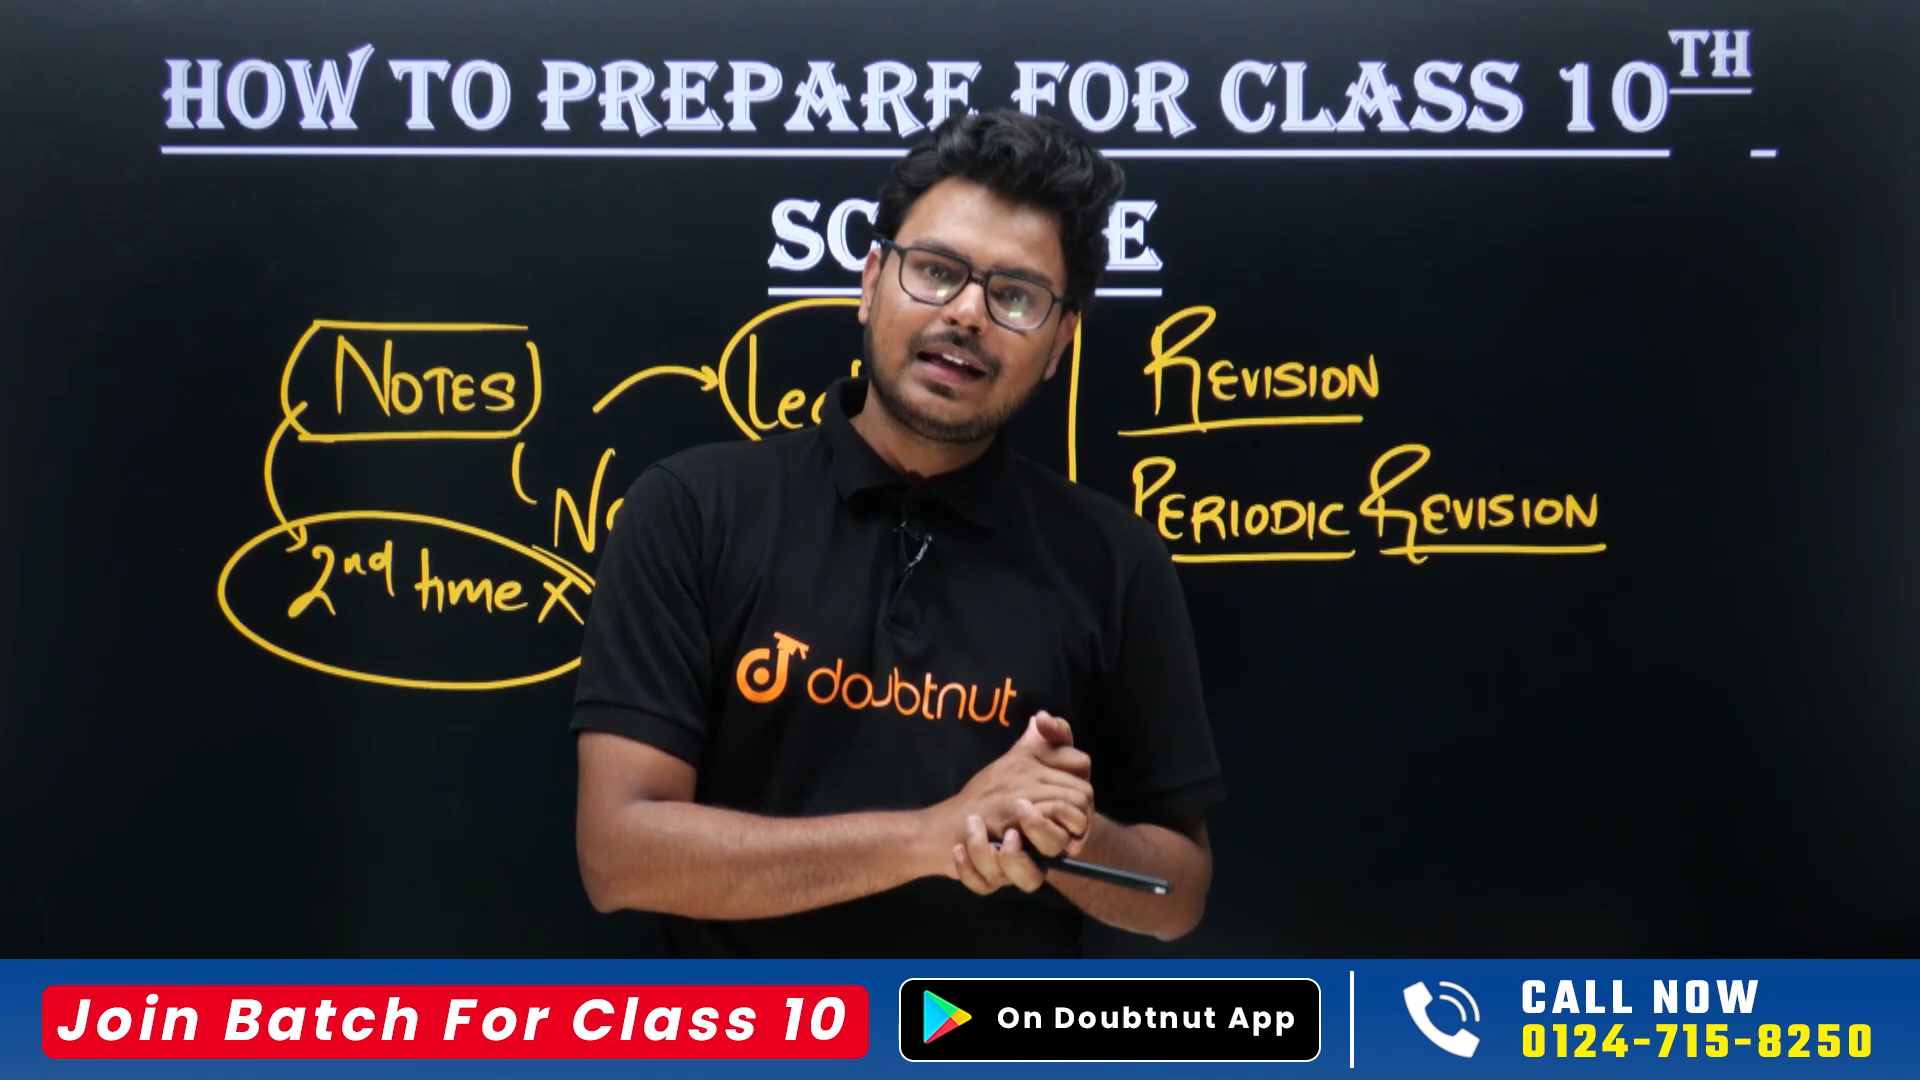 HOW TO PREPARE FOR CLASS 10TH
NOTES
REVISION
PERIODIC REVISION
2nd time X
doubtnut
Join Batch For Class 10
On Doubtnut App
CALL NOW
0124-715-8250